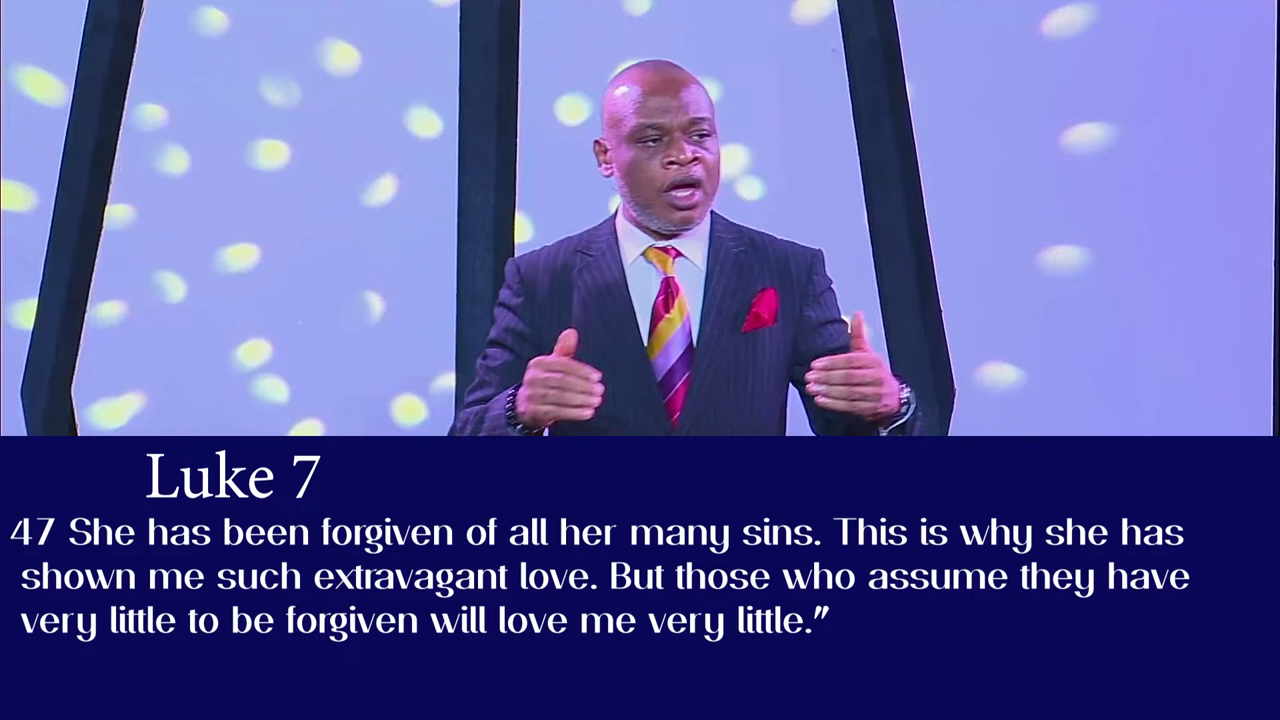 Luke 7
47 She has been forgiven of all her many sins. This is why she has
shown me such extravagant love. But those who assume they have
very little to be forgiven will love me very little."